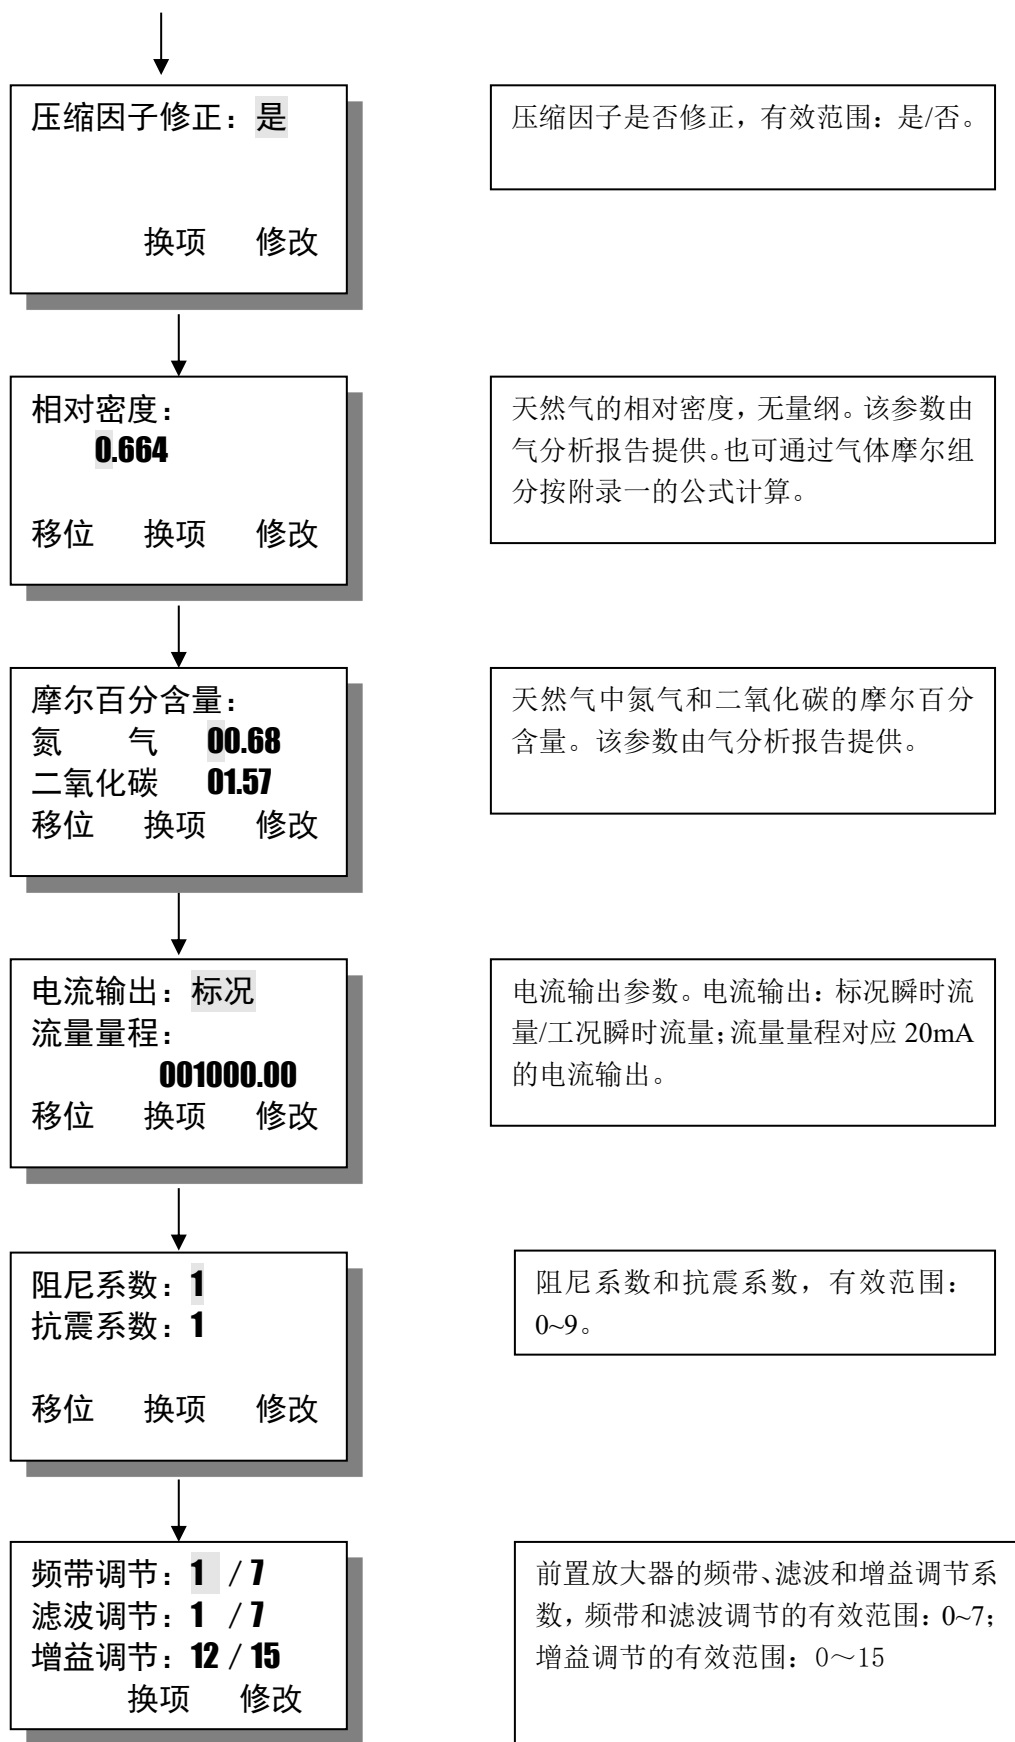 压缩因子修正：是
换项 修改
压缩因子是否修正，有效范围：是/否。
相对密度：
0.664
移位 换项 修改
天然气的相对密度，无量纲。该参数由
气分析报告提供。也可通过气体摩尔组
分按附录一的公式计算。
摩尔百分含量：
氮 气 00.68
二氧化碳 01.57
移位 换项 修改
天然气中氮气和二氧化碳的摩尔百分
含量。该参数由气分析报告提供。
电流输出：标况
流量量程：
001000.00
移位 换项 修改
电流输出参数。电流输出：标况瞬时流
量/工况瞬时流量；流量量程对应 20mA
的电流输出。
阻尼系数：1
抗震系数：1
移位 换项 修改
阻尼系数和抗震系数，有效范围：
0~9。
频带调节：1 / 7
滤波调节：1 / 7
增益调节：12 / 15
换项 修改
前置放大器的频带、滤波和增益调节系
数，频带和滤波调节的有效范围：0~7；
增益调节的有效范围：0～15